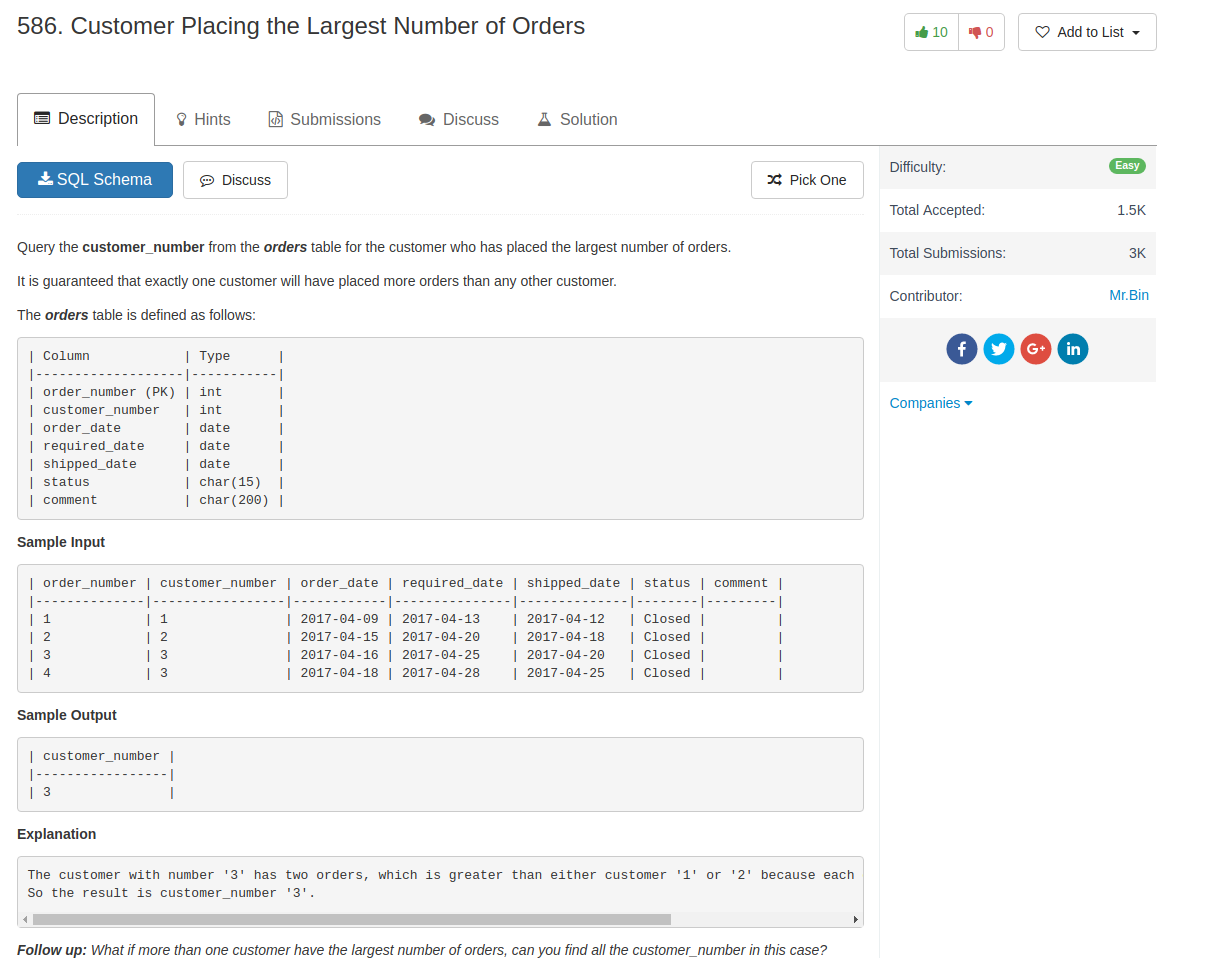 586. Customer Placing the Largest Number of Orders
10
0
Add to List
Description
Hints
Submissions
Discuss
Solution
SQL Schema
Discuss
Pick One
Difficulty:
Easy
Total Accepted:
1.5K
Total Submissions:
3K
Contributor:
Mr.Bin
G+
Companies
Query the customer_number from the orders table for the customer who has placed the largest number of orders.
It is guaranteed that exactly one customer will have placed more orders than any other customer.
The orders table is defined as follows:
| Column            | Type      |
|-------------------|-----------|
| order_number (PK) | int       |
| customer_number   | int       |
| order_date        | date      |
| required_date     | date      |
| shipped_date      | date      |
| status            | char(15)  |
| comment           | char(200) |
Sample Input
| order_number | customer_number | order_date | required_date | shipped_date | status | comment |
|--------------|-----------------|------------|---------------|--------------|--------|---------|
| 1            | 1               | 2017-04-09 | 2017-04-13    | 2017-04-12   | Closed |         |
| 2            | 2               | 2017-04-15 | 2017-04-20    | 2017-04-18   | Closed |         |
| 3            | 3               | 2017-04-16 | 2017-04-25    | 2017-04-20   | Closed |         |
| 4            | 3               | 2017-04-18 | 2017-04-28    | 2017-04-25   | Closed |         |
Sample Output
| customer_number |
|-----------------|
| 3               |
Explanation
The customer with number '3' has two orders, which is greater than either customer '1' or '2' because each
So the result is customer_number '3'.
Follow up: What if more than one customer have the largest number of orders, can you find all the customer_number in this case?